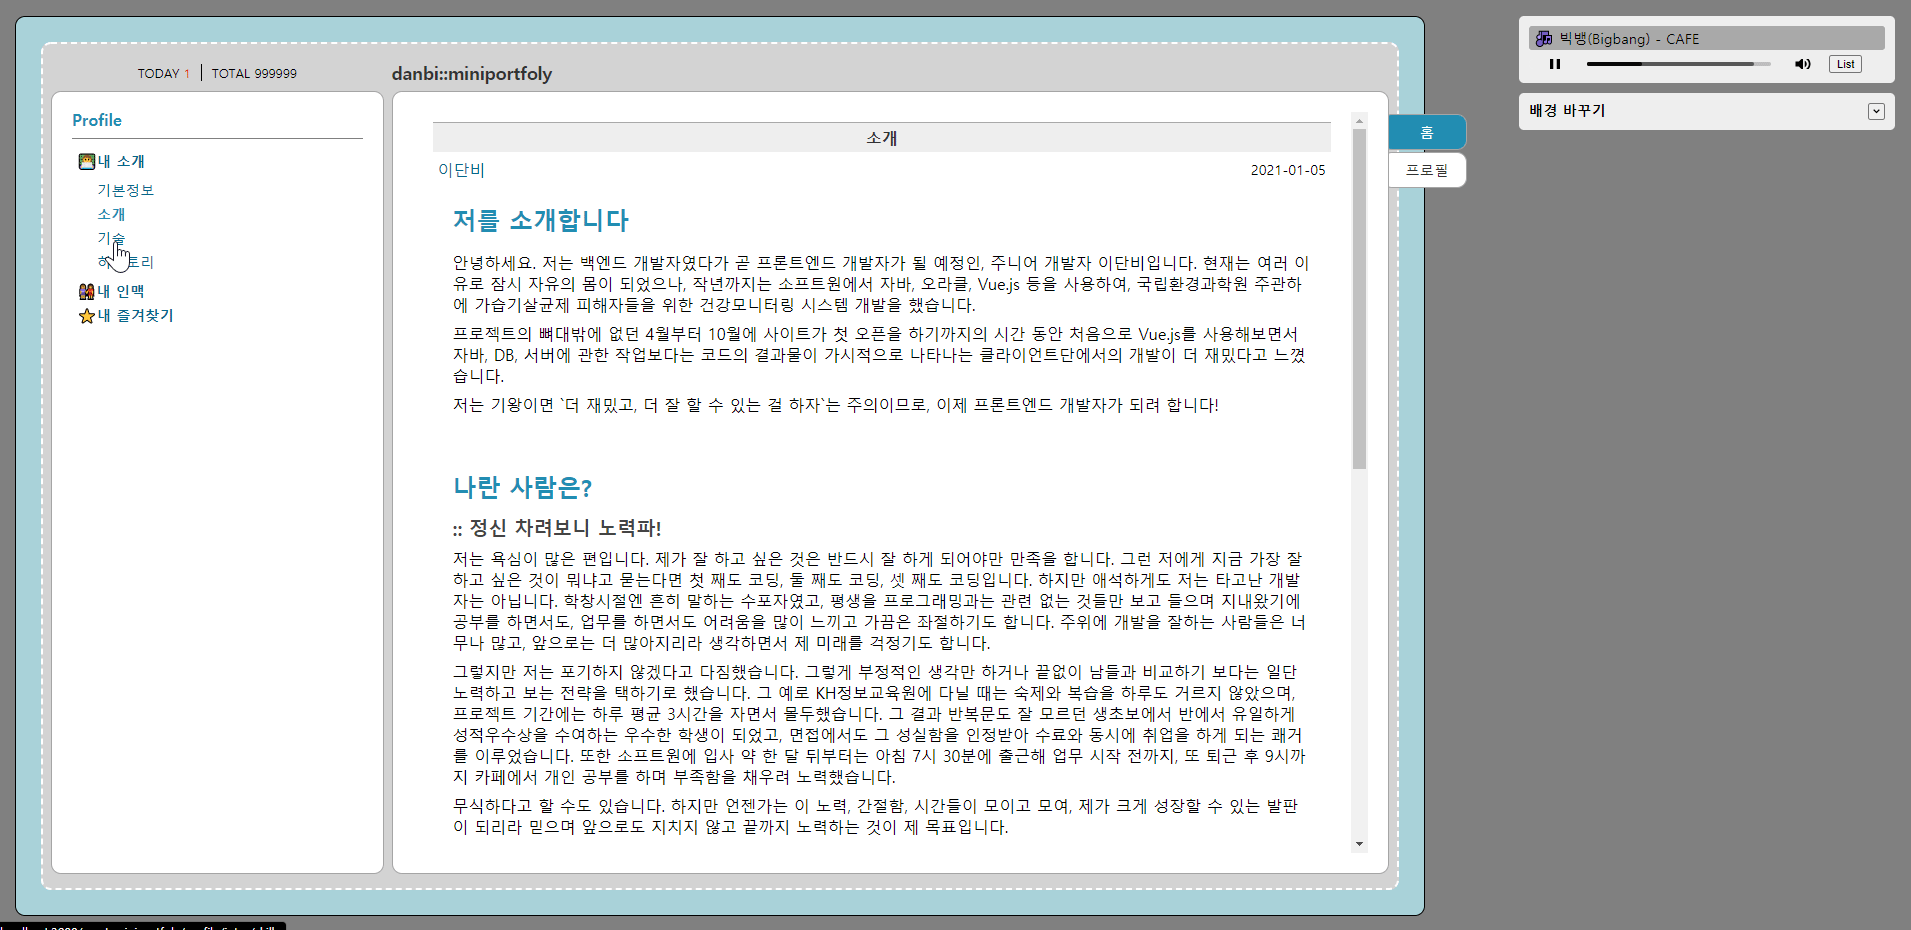 TODAY 1 | TOTAL 999999
danbi::miniportfoly
Profile
내 소개
기본정보
소개
기술
내 인맥
내 즐겨찾기
소개
이단비
2021-01-05
저를 소개합니다
안녕하세요. 저는 백엔드 개발자였다가 곧 프론트엔드 개발자가 될 예정인, 주니어 개발자 이단비입니다. 현재는 여러 이
유로 잠시 자유의 몸이 되었으나, 작년까지는 소프트원에서 자바, 오라클, Vue.js 등을 사용하여, 국립환경과학원 주관하
에 가습기살균제 피해자들을 위한 건강모니터링 시스템 개발을 했습니다.
프로젝트의 뼈대밖에 없던 4월부터 10월에 사이트가 첫 오픈을 하기까지의 시간 동안 처음으로 Vue.js를 사용해보면서
자바, DB, 서버에 관한 작업보다는 코드의 결과물이 가시적으로 나타나는 클라이언트단에서의 개발이 더 재밌다고 느꼈
습니다.
저는 기왕이면 `더 재밌고, 더 잘 할 수 있는 걸 하자`는 주의이므로, 이제 프론트엔드 개발자가 되려 합니다!
나란 사람은?
:: 정신 차려보니 노력파!
저는 욕심이 많은 편입니다. 제가 잘 하고 싶은 것은 반드시 잘 하게 되어야만 만족을 합니다. 그런 저에게 지금 가장 잘
하고 싶은 것이 뭐냐고 묻는다면 첫 째도 코딩, 둘 째도 코딩, 셋 째도 코딩입니다. 하지만 애석하게도 저는 타고난 개발
자는 아닙니다. 학창시절엔 흔히 말하는 수포자였고, 평생을 프로그래밍과는 관련 없는 것들만 보고 들으며 지내왔기에
공부를 하면서도, 업무를 하면서도 어려움을 많이 느끼고 가끔은 좌절하기도 합니다. 주위에 개발을 잘하는 사람들은 너
무나 많고, 앞으로는 더 많아지리라 생각하면서 제 미래를 걱정기도 합니다.
그렇지만 저는 포기하지 않겠다고 다짐했습니다. 그렇게 부정적인 생각만 하거나 끝없이 남들과 비교하기 보다는 일단
노력하고 보는 전략을 택하기로 했습니다. 그 예로 KH정보교육원에 다닐 때는 숙제와 복습을 하루도 거르지 않았으며,
프로젝트 기간에는 하루 평균 3시간을 자면서 몰두했습니다. 그 결과 반복문도 잘 모르던 생초보에서 반에서 유일하게
성적우수상을 수여하는 우수한 학생이 되었고, 면접에서도 그 성실함을 인정받아 수료와 동시에 취업을 하게 되는 쾌거
를 이루었습니다. 또한 소프트원에 입사 약 한 달 뒤부터는 아침 7시 30분에 출근해 업무 시작 전까지, 또 퇴근 후 9시까
지 카페에서 개인 공부를 하며 부족함을 채우려 노력했습니다.
무식하다고 할 수도 있습니다. 하지만 언젠가는 이 노력, 간절함, 시간들이 모이고 모여, 제가 크게 성장할 수 있는 발판
이 되리라 믿으며 앞으로도 지치지 않고 끝까지 노력하는 것이 제 목표입니다.
홈
프로필
빅뱅(Bigbang) - CAFE
List
배경 바꾸기